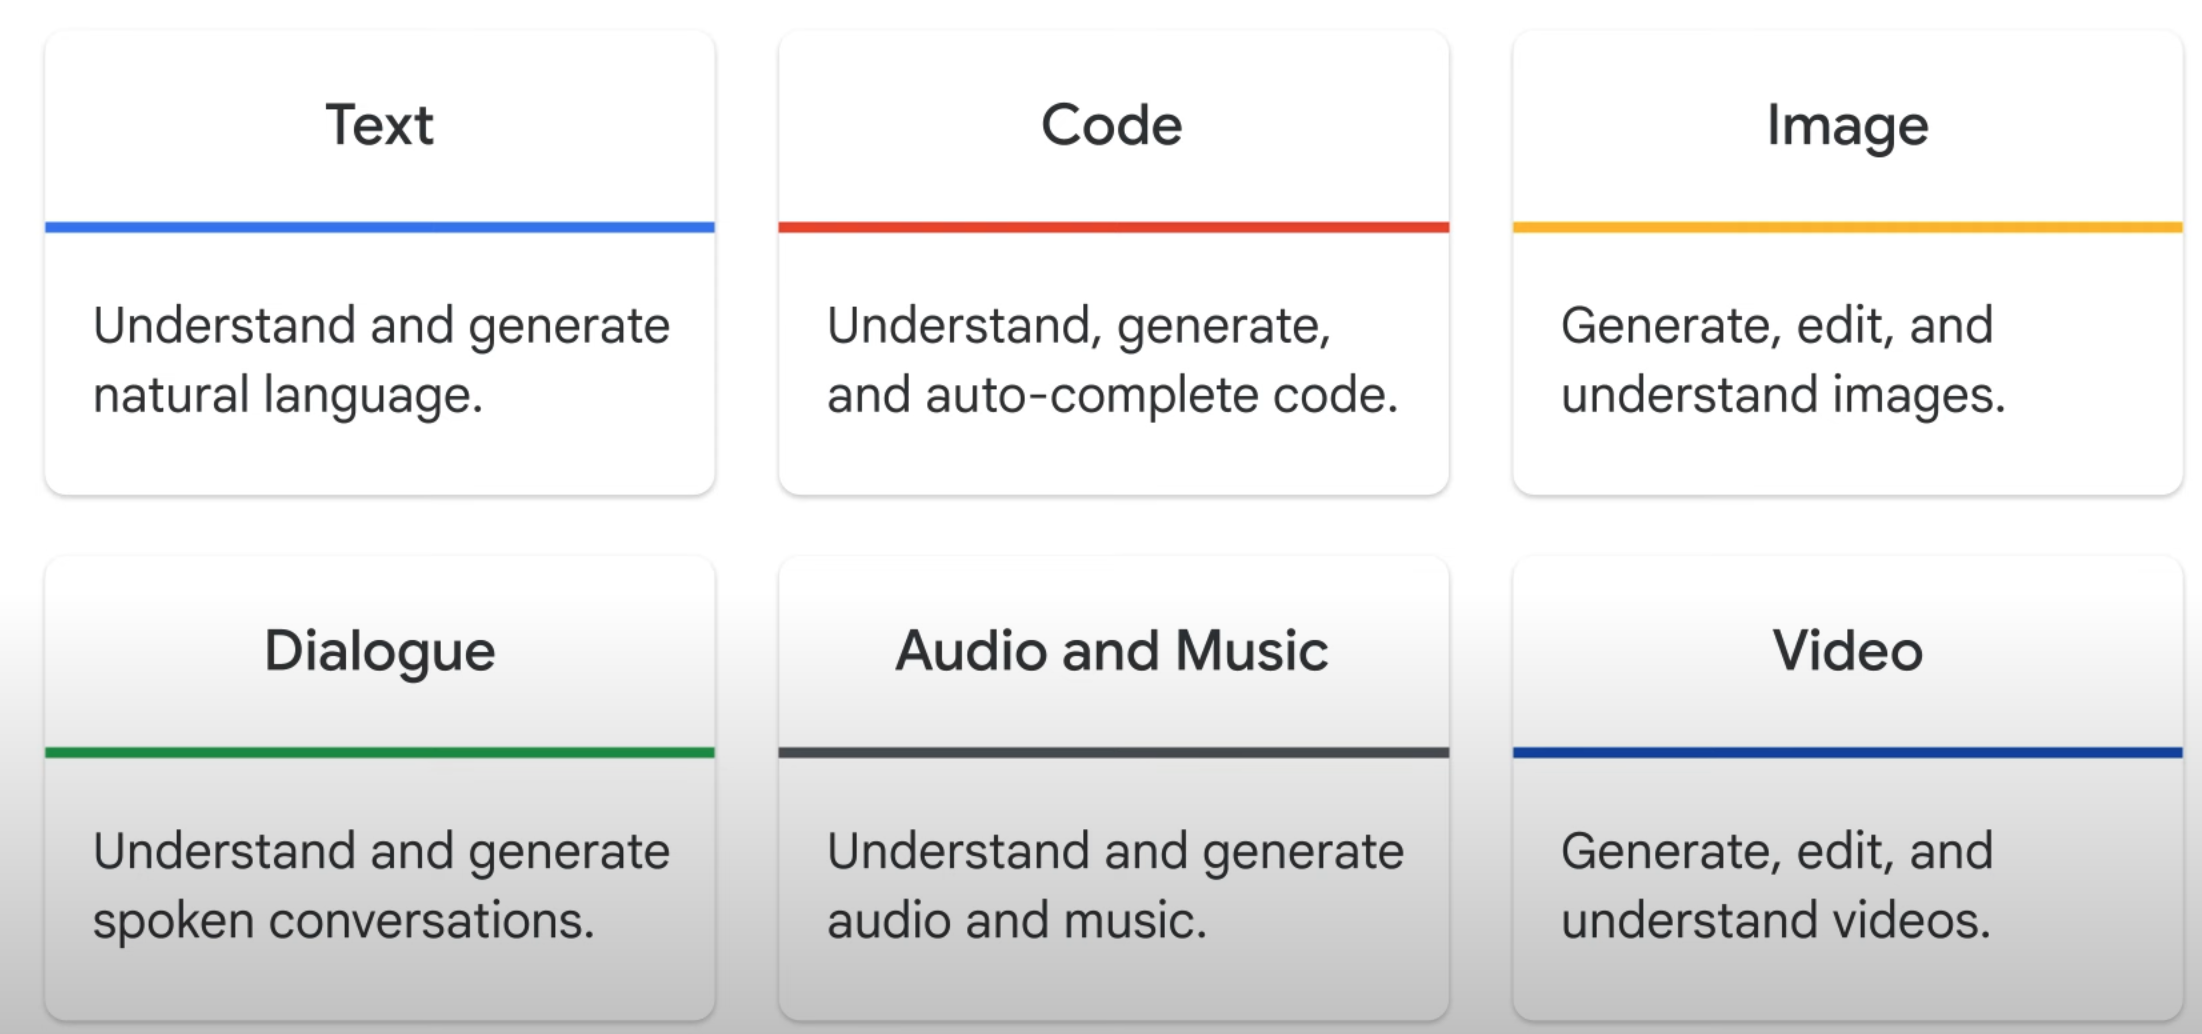 Text
Understand and generate
natural language.
Code
Understand, generate,
and auto-complete code.
Image
Generate, edit, and
understand images.
Dialogue
Understand and generate
spoken conversations.
Audio and Music
Understand and generate
audio and music.
Video
Generate, edit, and
understand videos.